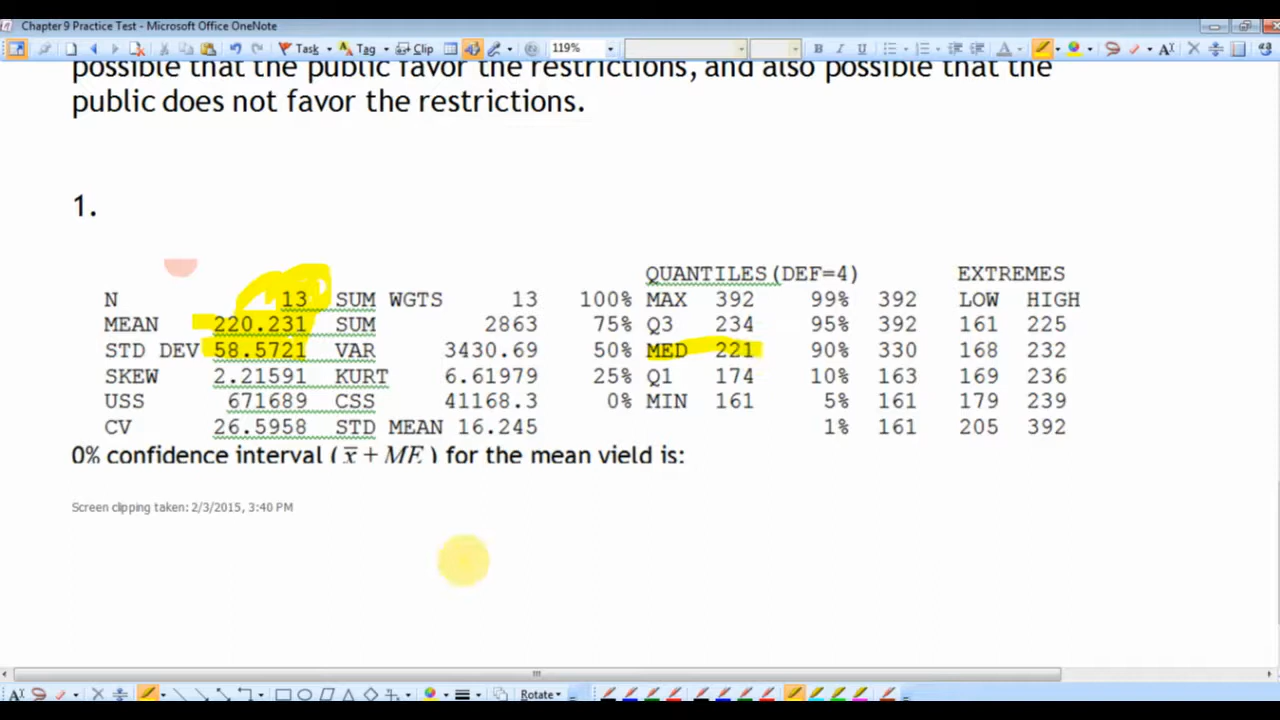 Chapter 9 Practice Test - Microsoft Office OneNote
Task Tag Clip 119% B I U A
possible that the public favor the restrictions, and also possible that the
public does not favor the restrictions.
1.
QUANTILES(DEF=4) EXTREMES
N 13 SUM WGTS 13 100% MAX 392 99% 392 LOW HIGH
MEAN 220.231 SUM 2863 75% Q3 234 95% 392 161 225
STD DEV 58.5721 VAR 3430.69 50% MED 221 90% 330 168 232
SKEW 2.21591 KURT 6.61979 25% Q1 174 10% 163 169 236
USS 671689 CSS 41168.3 0% MIN 161 5% 161 179 239
CV 26.5958 STD MEAN 16.245 1% 161 205 392
0% confidence interval (x̅ + ME) for the mean yield is:
Screen clipping taken: 2/3/2015, 3:40 PM
Rotate